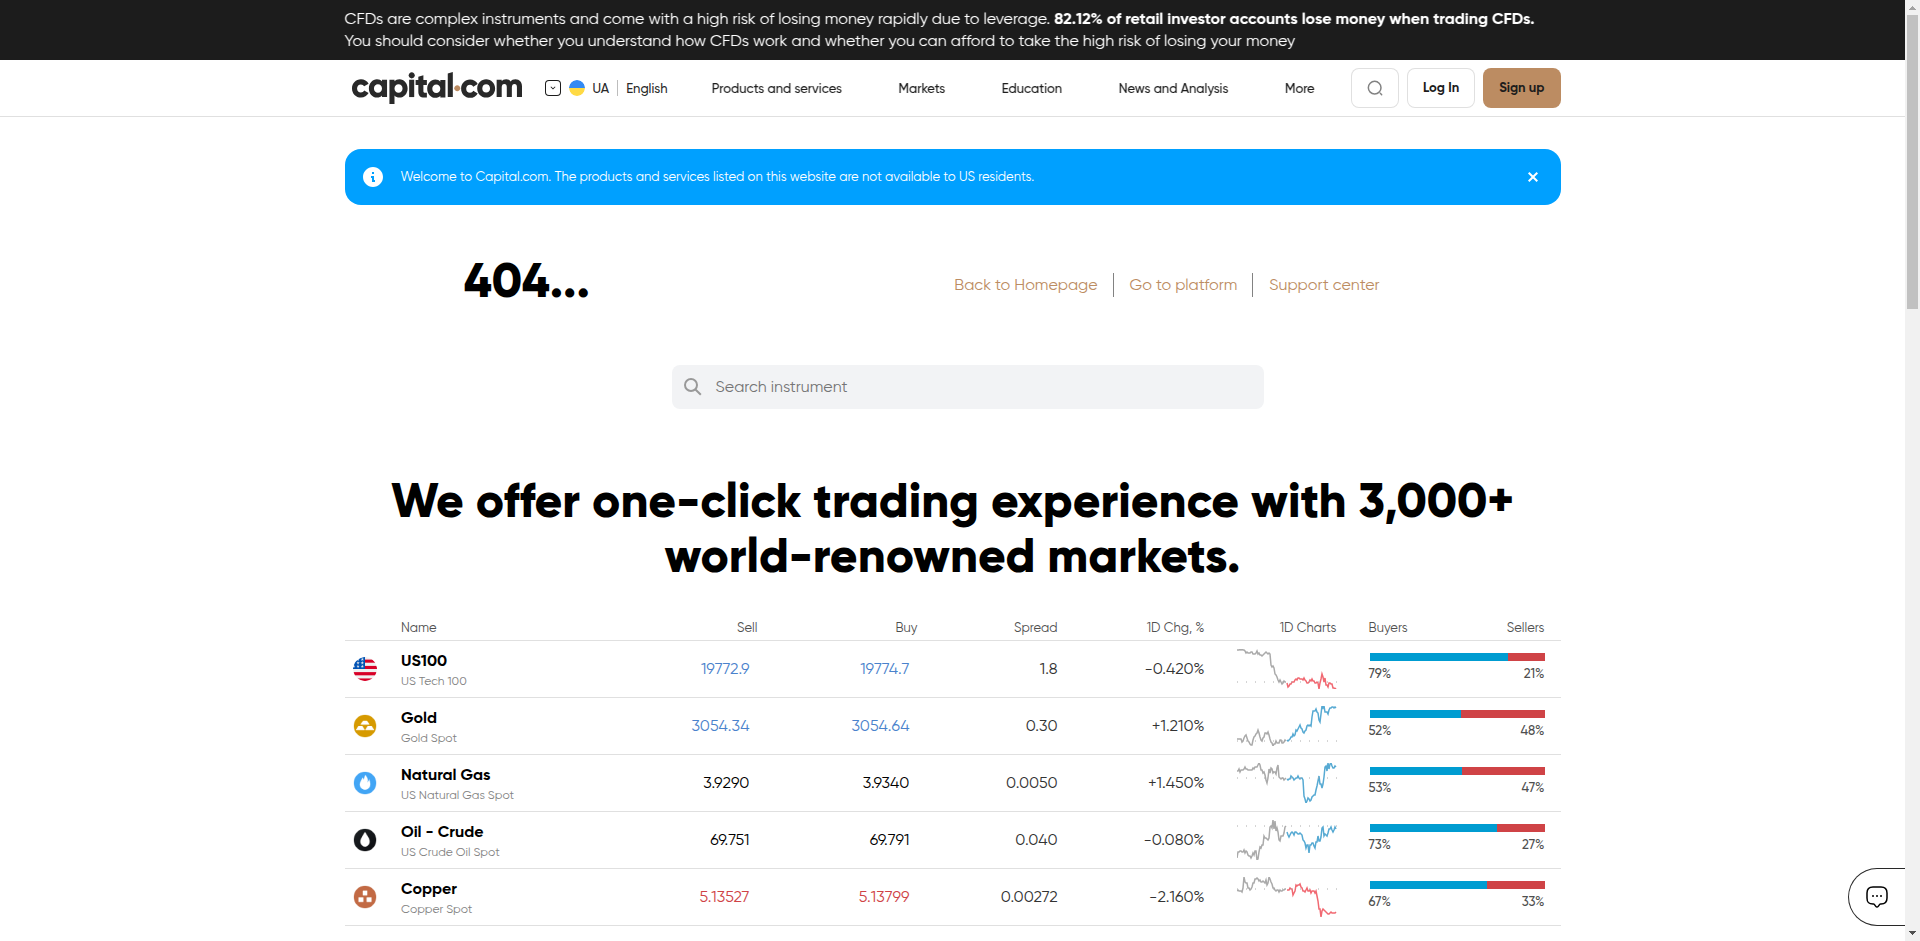 CFDs are complex instruments and come with a high risk of losing money rapidly due to leverage. 82.12% of retail investor accounts lose money when trading CFDs.
You should consider whether you understand how CFDs work and whether you can afford to take the high risk of losing your money
capital.com UA English Products and services Markets Education News and Analysis More Log In Sign up
Welcome to Capital.com. The products and services listed on this website are not available to US residents.
404... Back to Homepage Go to platform Support center
Search instrument
We offer one-click trading experience with 3,000+
world-renowned markets.
Name Sell Buy Spread 1D Chg, % 1D Charts Buyers Sellers
US100 19772.9 19774.7 1.8 -0.420% 79% 21%
US Tech 100
Gold 3054.34 3054.64 0.30 +1.210% 52% 48%
Gold Spot
Natural Gas 3.9290 3.9340 0.0050 +1.450% 53% 47%
US Natural Gas Spot
Oil - Crude 69.751 69.791 0.040 -0.080% 73% 27%
US Crude Oil Spot
Copper 5.13527 5.13799 0.00272 -2.160% 67% 33%
Copper Spot